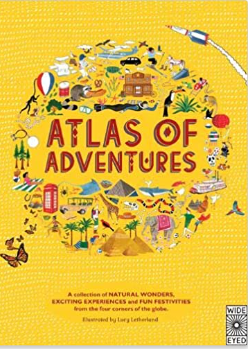 ATLAS OF
ADVENTURES
A collection of NATURAL WONDERS,
EXCITING EXPERIENCES and FUN FESTIVITIES
from the four corners of the globe.
Illustrated by Lucy Letherland
WIDE
EYED